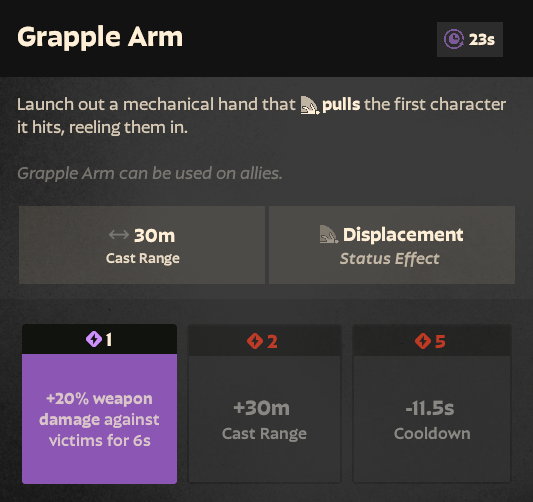 Grapple Arm
23s
Launch out a mechanical hand that pulls the first character
it hits, reeling them in.
Grapple Arm can be used on allies.
30m
Cast Range
Displacement
Status Effect
1
+20% weapon
damage against
victims for 6s
2
+30m
Cast Range
5
-11.5s
Cooldown